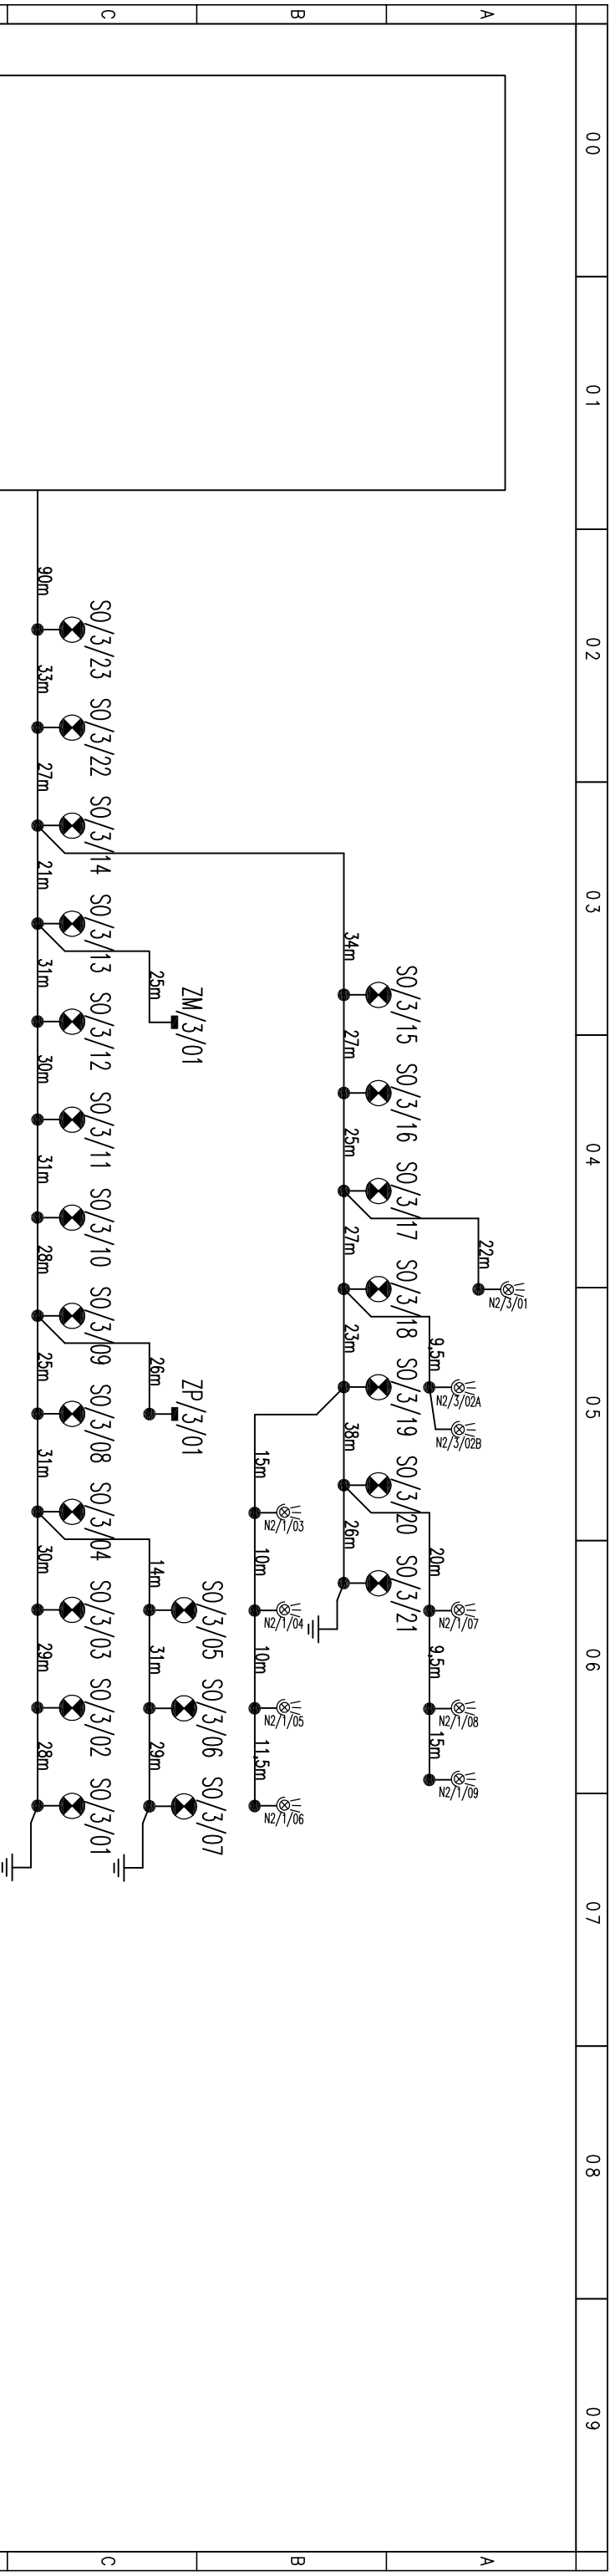 00
01
02
03
04
05
06
07
08
09
A
A
B
B
C
C
22m
N2/3/01
9,5m
N2/3/02A
N2/3/02B
20m
N2/1/07
9,5m
N2/1/08
15m
N2/1/09
34m
SO/3/15
27m
SO/3/16
25m
SO/3/17
27m
SO/3/18
23m
SO/3/19
38m
SO/3/20
26m
SO/3/21
15m
N2/1/03
10m
N2/1/04
10m
N2/1/05
11,5m
N2/1/06
25m
ZM/3/01
26m
ZP/3/01
14m
SO/3/05
31m
SO/3/06
29m
SO/3/07
90m
SO/3/23
33m
SO/3/22
27m
SO/3/14
21m
SO/3/13
31m
SO/3/12
30m
SO/3/11
31m
SO/3/10
28m
SO/3/09
25m
SO/3/08
31m
SO/3/04
30m
SO/3/03
29m
SO/3/02
28m
SO/3/01